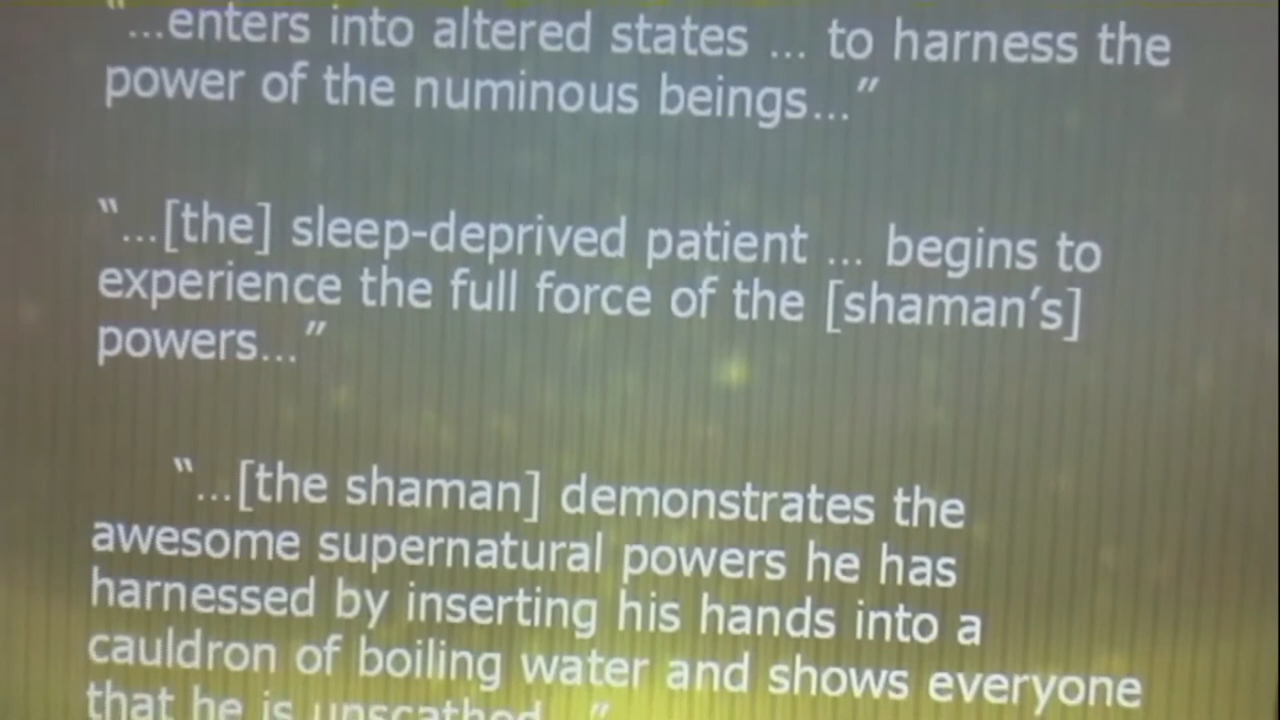 “...enters into altered states ... to harness the
power of the numinous beings...”
“...[the] sleep-deprived patient ... begins to
experience the full force of the [shaman’s]
powers...”
“...[the shaman] demonstrates the
awesome supernatural powers he has
harnessed by inserting his hands into a
cauldron of boiling water and shows everyone
that he is unscathed...”